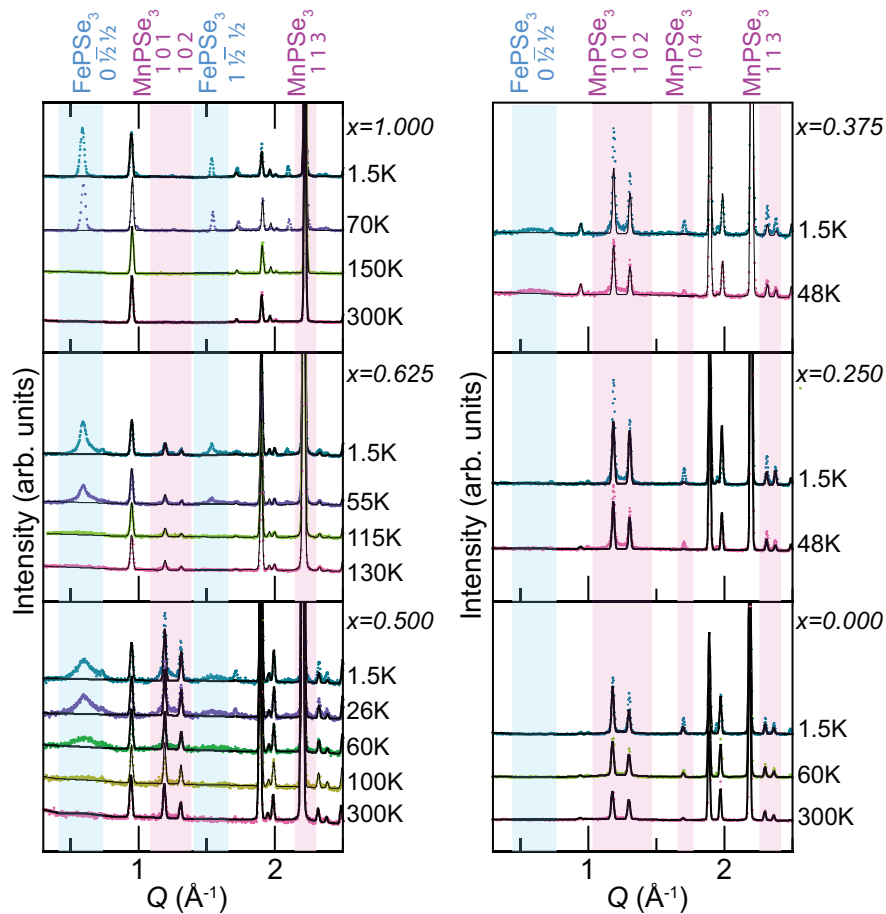 FePSe₃
0 ½̅ ½
MnPSe₃
1 0 1
1 0 2
FePSe₃
1 ½̅ ½
MnPSe₃
1 1 3
x=1.000
1.5K
70K
150K
300K
x=0.625
1.5K
55K
115K
130K
x=0.500
1.5K
26K
60K
100K
300K
Intensity (arb. units)
1
2
Q (Å⁻¹)
FePSe₃
0 ½̅ ½
MnPSe₃
1 0 1
1 0 2
MnPSe₃
1 0 4
MnPSe₃
1 1 3
x=0.375
1.5K
48K
x=0.250
1.5K
48K
x=0.000
1.5K
60K
300K
Intensity (arb. units)
1
2
Q (Å⁻¹)